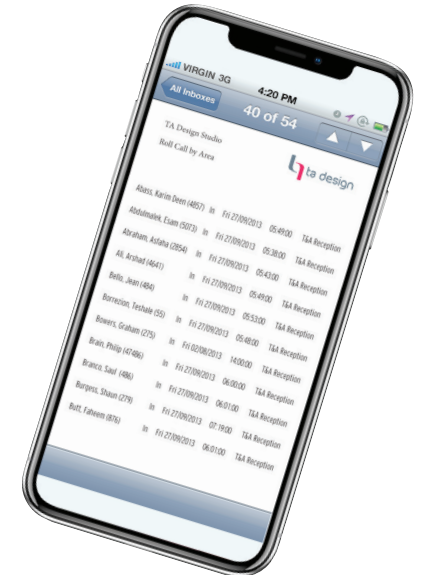 VIRGIN 3G 4:20 PM
All Inboxes 40 of 54
TA Design Studio
Roll Call by Area
ta design
Abass, Karim Deen (4857) In Fri 27/09/2013 05:49:00 T&A Reception
Abdulmalek, Esam (5073) In Fri 27/09/2013 05:38:00 T&A Reception
Abraham, Asfaha (2854) In Fri 27/09/2013 05:43:00 T&A Reception
Ali, Arshad (4641) In Fri 27/09/2013 05:49:00 T&A Reception
Bello, Jean (484) In Fri 27/09/2013 05:53:00 T&A Reception
Borrezion, Teshale (55) In Fri 27/09/2013 05:48:00 T&A Reception
Bowers, Graham (275) In Fri 02/08/2013 14:00:00 T&A Reception
Brain, Philip (47486) In Fri 27/09/2013 06:00:00 T&A Reception
Branco, Saul (486) In Fri 27/09/2013 06:01:00 T&A Reception
Burgess, Shaun (279) In Fri 27/09/2013 07:19:00 T&A Reception
Butt, Faheem (876) In Fri 27/09/2013 06:01:00 T&A Reception